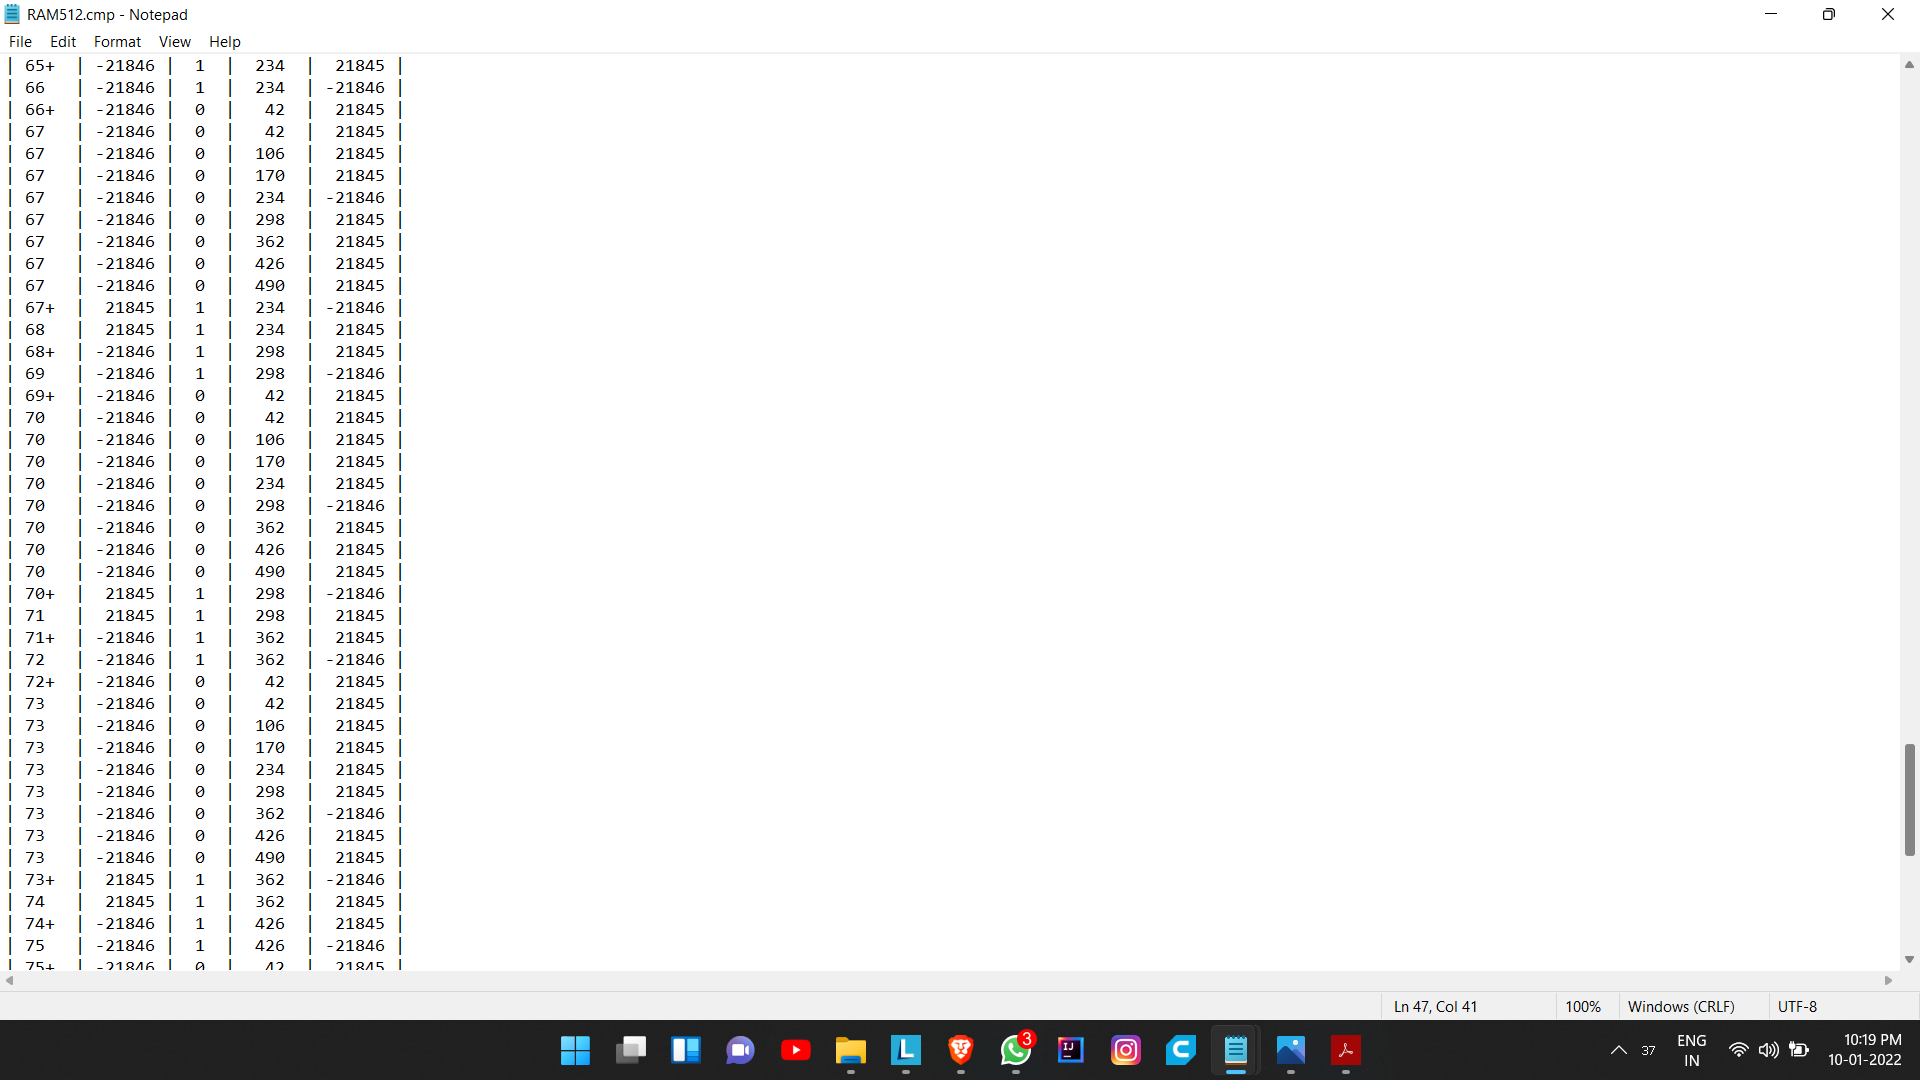 RAM512.cmp - Notepad
File Edit Format View Help
| 65+ | -21846 | 1 | 234 | 21845 |
| 66 | -21846 | 1 | 234 | -21846 |
| 66+ | -21846 | 0 | 42 | 21845 |
| 67 | -21846 | 0 | 42 | 21845 |
| 67 | -21846 | 0 | 106 | 21845 |
| 67 | -21846 | 0 | 170 | 21845 |
| 67 | -21846 | 0 | 234 | -21846 |
| 67 | -21846 | 0 | 298 | 21845 |
| 67 | -21846 | 0 | 362 | 21845 |
| 67 | -21846 | 0 | 426 | 21845 |
| 67 | -21846 | 0 | 490 | 21845 |
| 67+ | 21845 | 1 | 234 | -21846 |
| 68 | 21845 | 1 | 234 | 21845 |
| 68+ | -21846 | 1 | 298 | 21845 |
| 69 | -21846 | 1 | 298 | -21846 |
| 69+ | -21846 | 0 | 42 | 21845 |
| 70 | -21846 | 0 | 42 | 21845 |
| 70 | -21846 | 0 | 106 | 21845 |
| 70 | -21846 | 0 | 170 | 21845 |
| 70 | -21846 | 0 | 234 | 21845 |
| 70 | -21846 | 0 | 298 | -21846 |
| 70 | -21846 | 0 | 362 | 21845 |
| 70 | -21846 | 0 | 426 | 21845 |
| 70 | -21846 | 0 | 490 | 21845 |
| 70+ | 21845 | 1 | 298 | -21846 |
| 71 | 21845 | 1 | 298 | 21845 |
| 71+ | -21846 | 1 | 362 | 21845 |
| 72 | -21846 | 1 | 362 | -21846 |
| 72+ | -21846 | 0 | 42 | 21845 |
| 73 | -21846 | 0 | 42 | 21845 |
| 73 | -21846 | 0 | 106 | 21845 |
| 73 | -21846 | 0 | 170 | 21845 |
| 73 | -21846 | 0 | 234 | 21845 |
| 73 | -21846 | 0 | 298 | 21845 |
| 73 | -21846 | 0 | 362 | -21846 |
| 73 | -21846 | 0 | 426 | 21845 |
| 73 | -21846 | 0 | 490 | 21845 |
| 73+ | 21845 | 1 | 362 | -21846 |
| 74 | 21845 | 1 | 362 | 21845 |
| 74+ | -21846 | 1 | 426 | 21845 |
| 75 | -21846 | 1 | 426 | -21846 |
| 75+ | -21846 | 0 | 42 | 21845 |
Ln 47, Col 41 100% Windows (CRLF) UTF-8
L 3 IJ 37 ENG IN 10:19 PM
10-01-2022